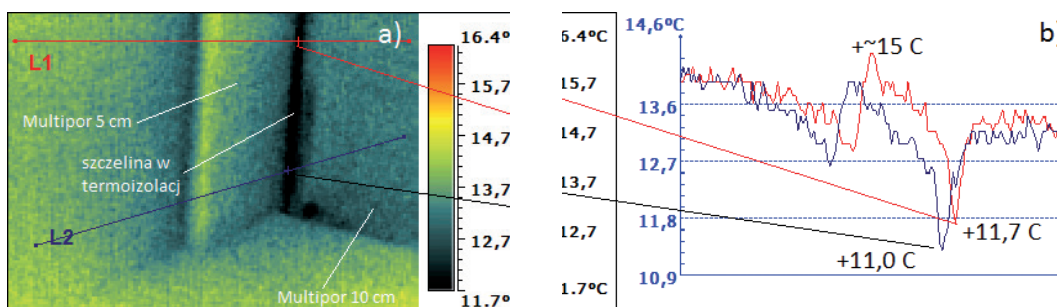 a)
L1
Multipor 5 cm
szczelina w
termoizolacj
L2
Multipor 10 cm
16.4°
15,7
14,7
13,7
12,7
11.7°
6.4°C
15,7
14,7
13,7
12,7
1.7°C
b)
14,6°C
13,6
12,7
11,8
10,9
+~15 C
+11,7 C
+11,0 C